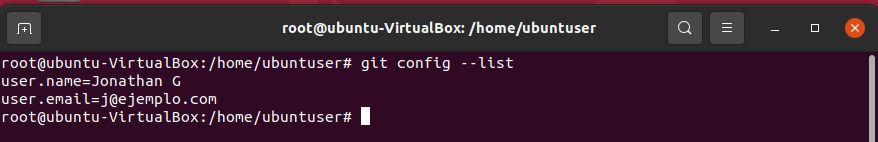 root@ubuntu-VirtualBox: /home/ubuntuser
root@ubuntu-VirtualBox:/home/ubuntuser# git config --list
user.name=Jonathan G
user.email=j@ejemplo.com
root@ubuntu-VirtualBox:/home/ubuntuser#